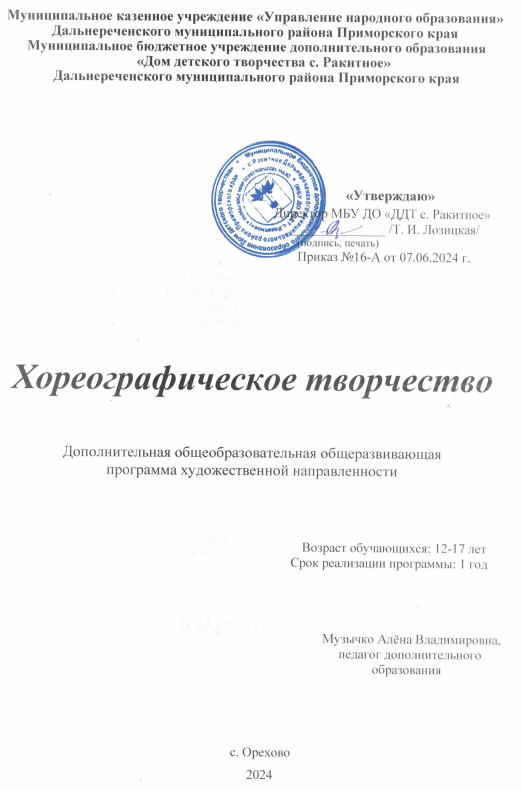 Муниципальное казенное учреждение «Управление народного образования»
Дальнереченского муниципального района Приморского края
Муниципальное бюджетное учреждение дополнительного образования
«Дом детского творчества с. Ракитное»
Дальнереченского муниципального района Приморского края
«Утверждаю»
Директор МБУ ДО «ДДТ с. Ракитное»
/Т. И. Лозицкая/
(подпись, печать)
Приказ №16-А от 07.06.2024 г.
Хореографическое творчество
Дополнительная общеобразовательная общеразвивающая
программа художественной направленности
Возраст обучающихся: 12-17 лет
Срок реализации программы: 1 год
Музычко Алёна Владимировна,
педагог дополнительного
образования
с. Орехово
2024